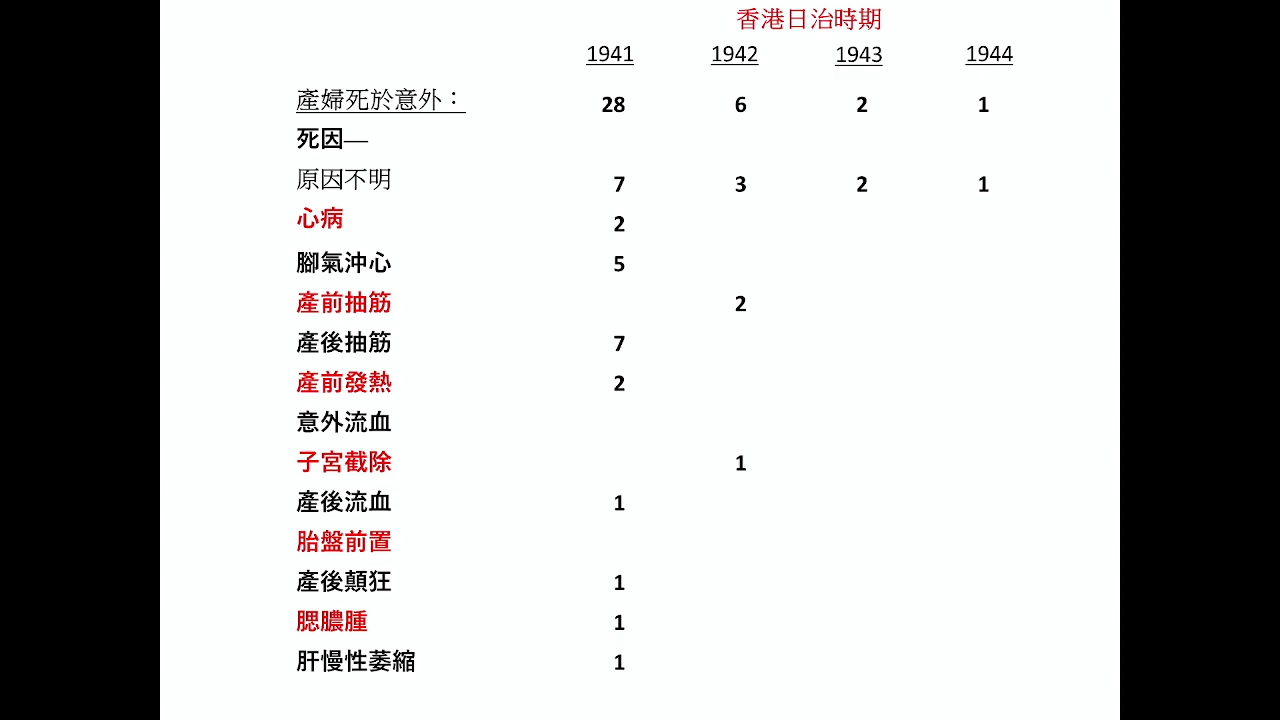 香港日治時期
1941 1942 1943 1944
產婦死於意外： 28 6 2 1
死因—
原因不明 7 3 2 1
心病 2
腳氣沖心 5
產前抽筋 2
產後抽筋 7
產前發熱 2
意外流血
子宮截除 1
產後流血 1
胎盤前置
產後顛狂 1
腮膿腫 1
肝慢性萎縮 1